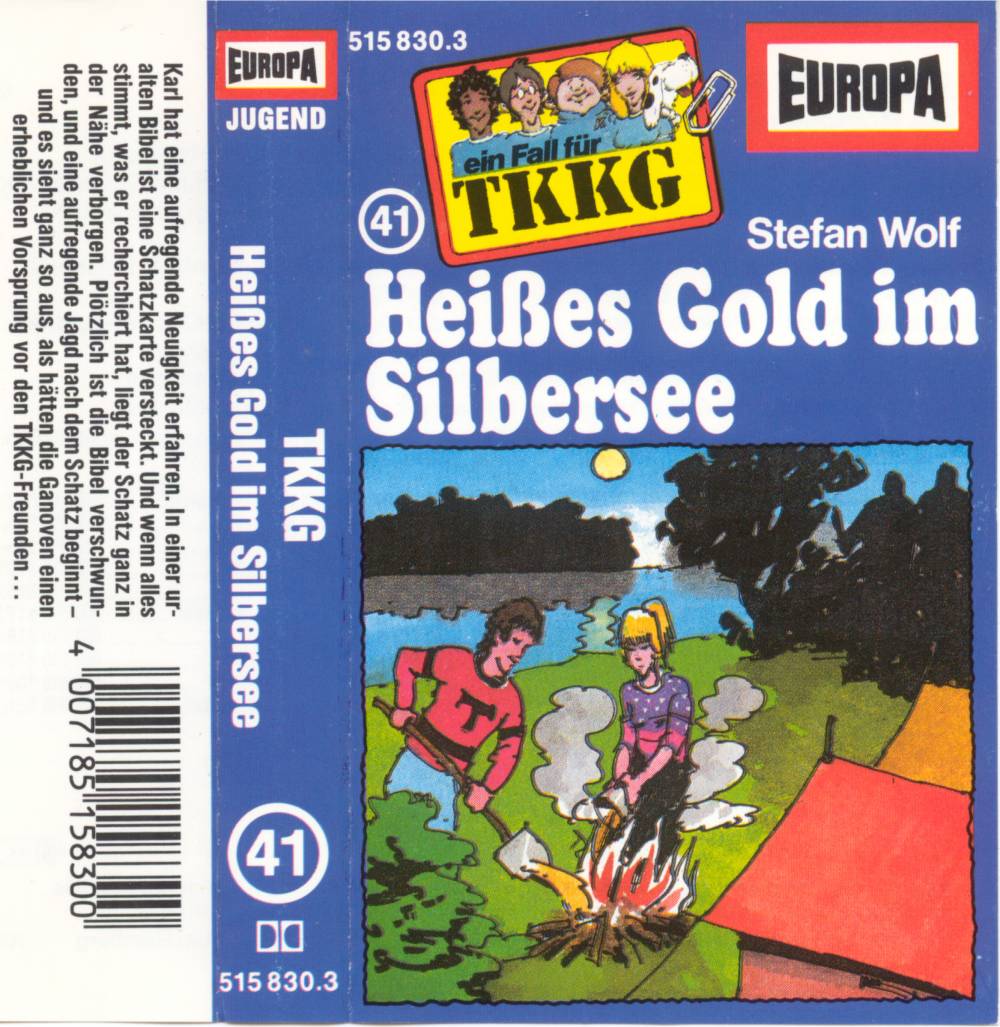 Karl hat eine aufregende Neuigkeit erfahren. In einer ur-
alten Bibel ist eine Schatzkarte versteckt. Und wenn alles
stimmt, was er recherchiert hat, liegt der Schatz ganz in
der Nähe verborgen. Plötzlich ist die Bibel verschwun-
den, und eine aufregende Jagd nach dem Schatz beginnt –
und es sieht ganz so aus, als hätten die Ganoven einen
erheblichen Vorsprung vor den TKKG-Freunden...
4 007185 158300
EUROPA
JUGEND
TKKG
Heißes Gold im Silbersee
41
515 830.3
515 830.3
ein Fall für
TKKG
EUROPA
41
Stefan Wolf
Heißes Gold im
Silbersee
T